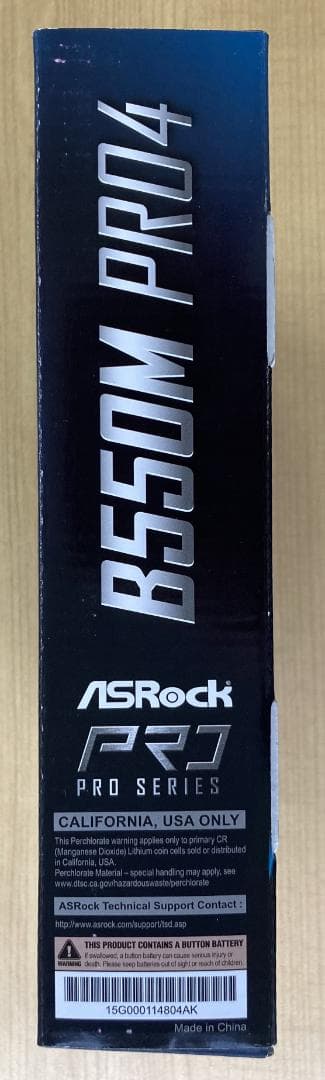 B550M PRO4
ASRock
PRO
PRO SERIES
CALIFORNIA, USA ONLY
This Perchlorate warning applies only to primary CR
(Manganese Dioxide) Lithium coin cells sold or distributed
in California, USA.
Perchlorate Material – special handling may apply, see
www.dtsc.ca.gov/hazardouswaste/perchlorate
ASRock Technical Support Contact :
http://www.asrock.com/support/tsd.asp
WARNING
THIS PRODUCT CONTAINS A BUTTON BATTERY
If swallowed, a button battery can cause serious injury or
death. Please keep batteries out of sight or reach of children.
15G000114804AK
Made in China